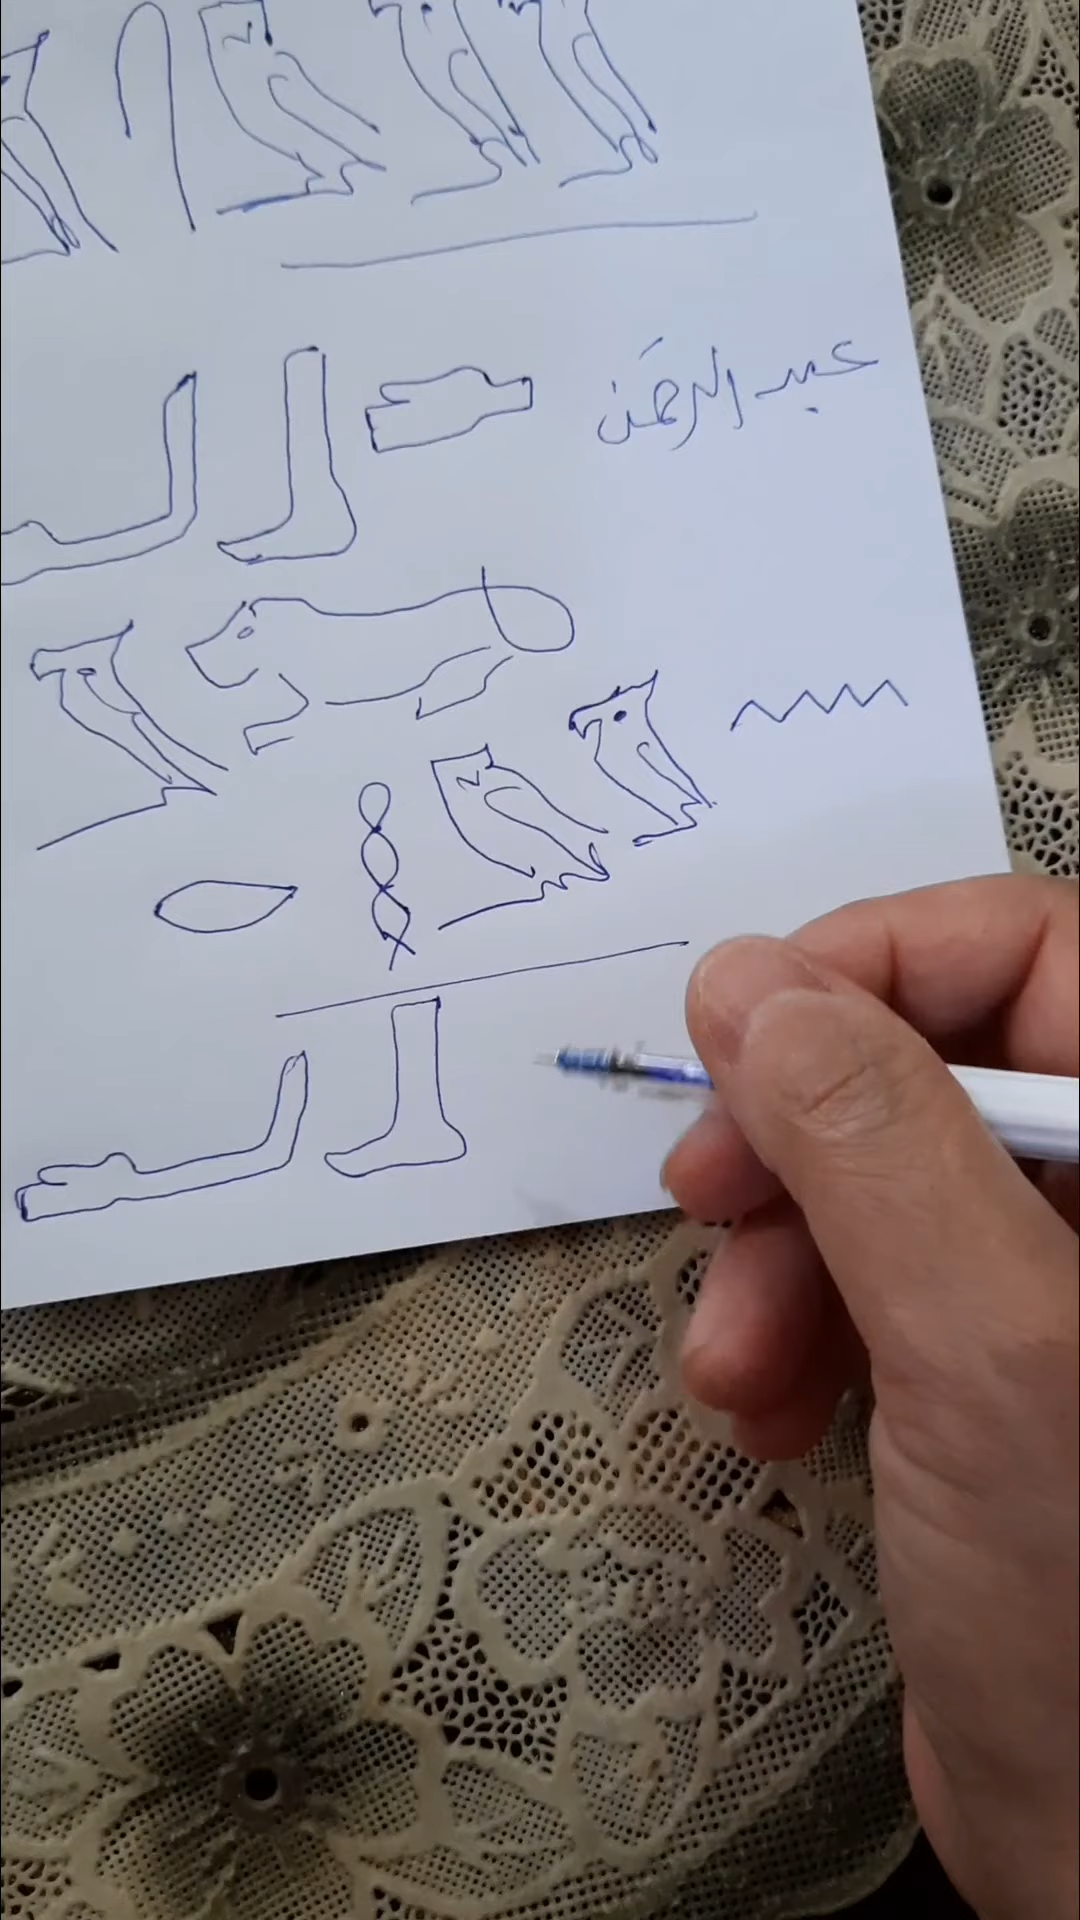 عبد الرحمن
𓂝 𓃀 𓂧
𓄿 𓃭
𓂋 𓎛 𓅓 𓄿 𓈖
𓂝 𓃀